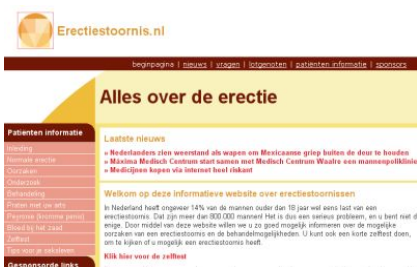 Erectiestoornis.nl
beginpagina | nieuws | vragen | lotgenoten | patiënten informatie | sponsors
Alles over de erectie
Patienten informatie
Inleiding
Normale erectie
Oorzaken
Onderzoek
Behandeling
Praten met uw arts
Peyronie (kromme penis)
Bloed bij het zaad
Zelftest
Tips voor je seksleven
Gesponsorde links
Laatste nieuws
» Nederlanders zien weerstand als wapen om Mexicaanse griep buiten de deur te houden
» Máxima Medisch Centrum start samen met Medisch Centrum Waalre een mannenpolikliniek
» Medicijnen kopen via internet heel riskant
Welkom op deze informatieve website over erectiestoornissen
In Nederland heeft ongeveer 14% van de mannen ouder dan 18 jaar wel eens last van een
erectiestoornis. Dat zijn meer dan 800.000 mannen! Het is dus een serieus probleem, en u bent niet d
enige. Door middel van deze website willen we u zo goed mogelijk informeren over de mogelijke
oorzaken van een erectiestoornis en de behandelmogelijkheden. U kunt ook een korte zelftest doen,
om te kijken of u mogelijk een erectiestoornis heeft.
Klik hier voor de zelftest